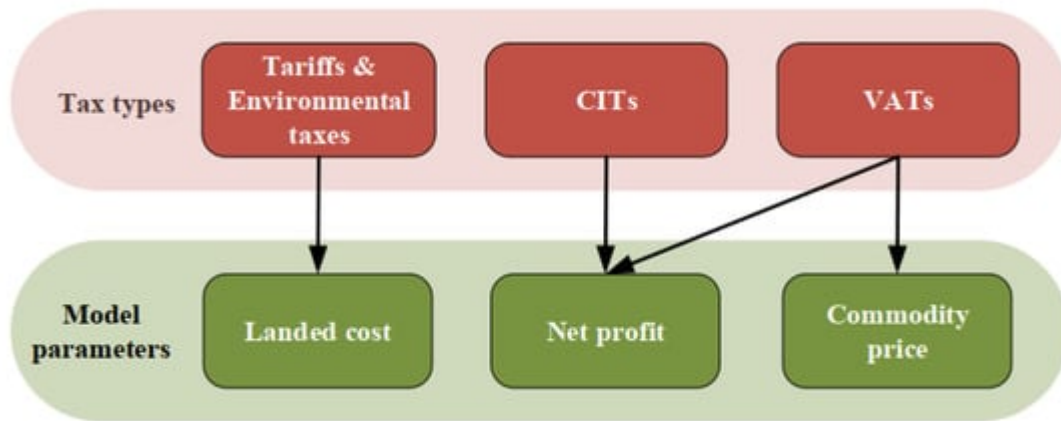 Tax types
Tariffs &
Environmental
taxes
CITs
VATs
Model
parameters
Landed cost
Net profit
Commodity
price